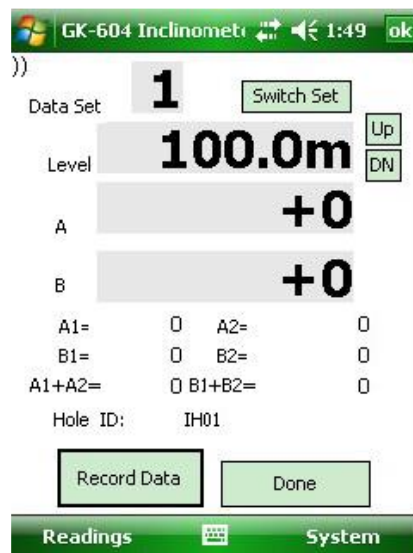 GK-604 Inclinomet 1:49 ok
))
Data Set 1 Switch Set
Level 100.0m Up
DN
A +0
B +0
A1= 0 A2= 0
B1= 0 B2= 0
A1+A2= 0 B1+B2= 0
Hole ID: IH01
Record Data Done
Readings System